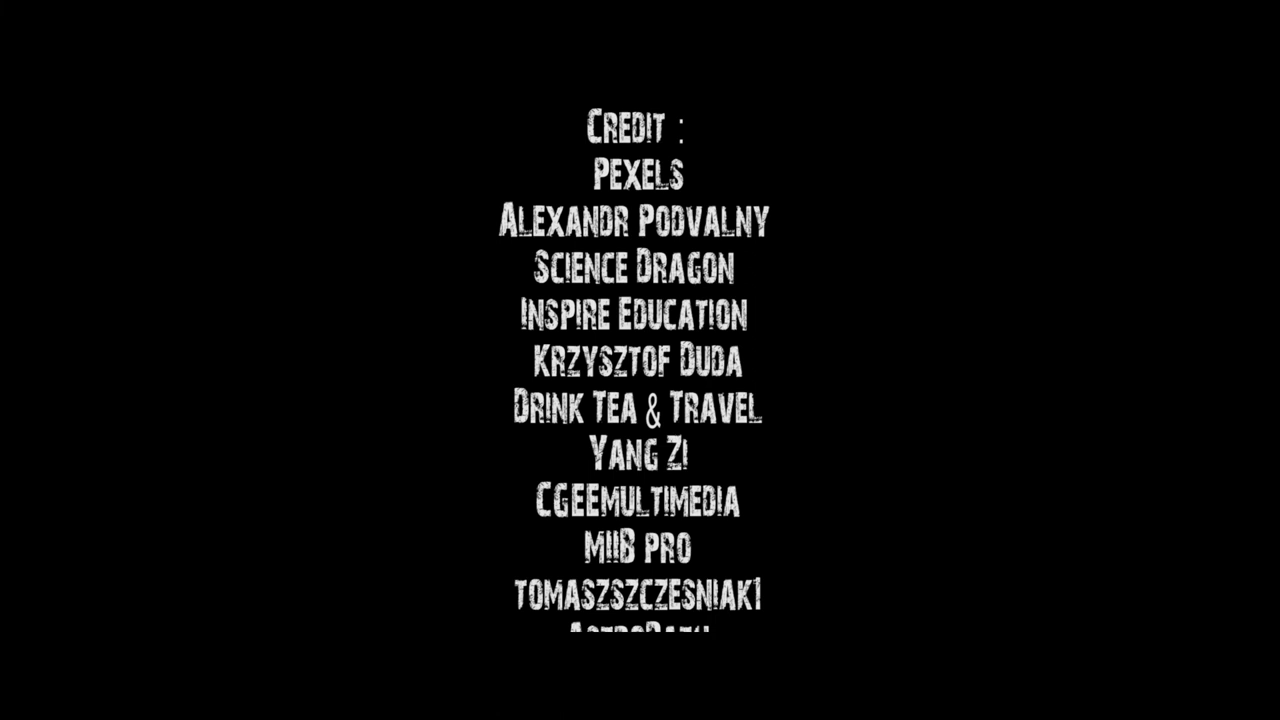 Credit :
Pexels
Alexandr Podvalny
Science Dragon
Inspire Education
Krzysztof Duda
Drink Tea & Travel
Yang Zi
CGEEmultimedia
miiB pro
tomaszszczesniak1